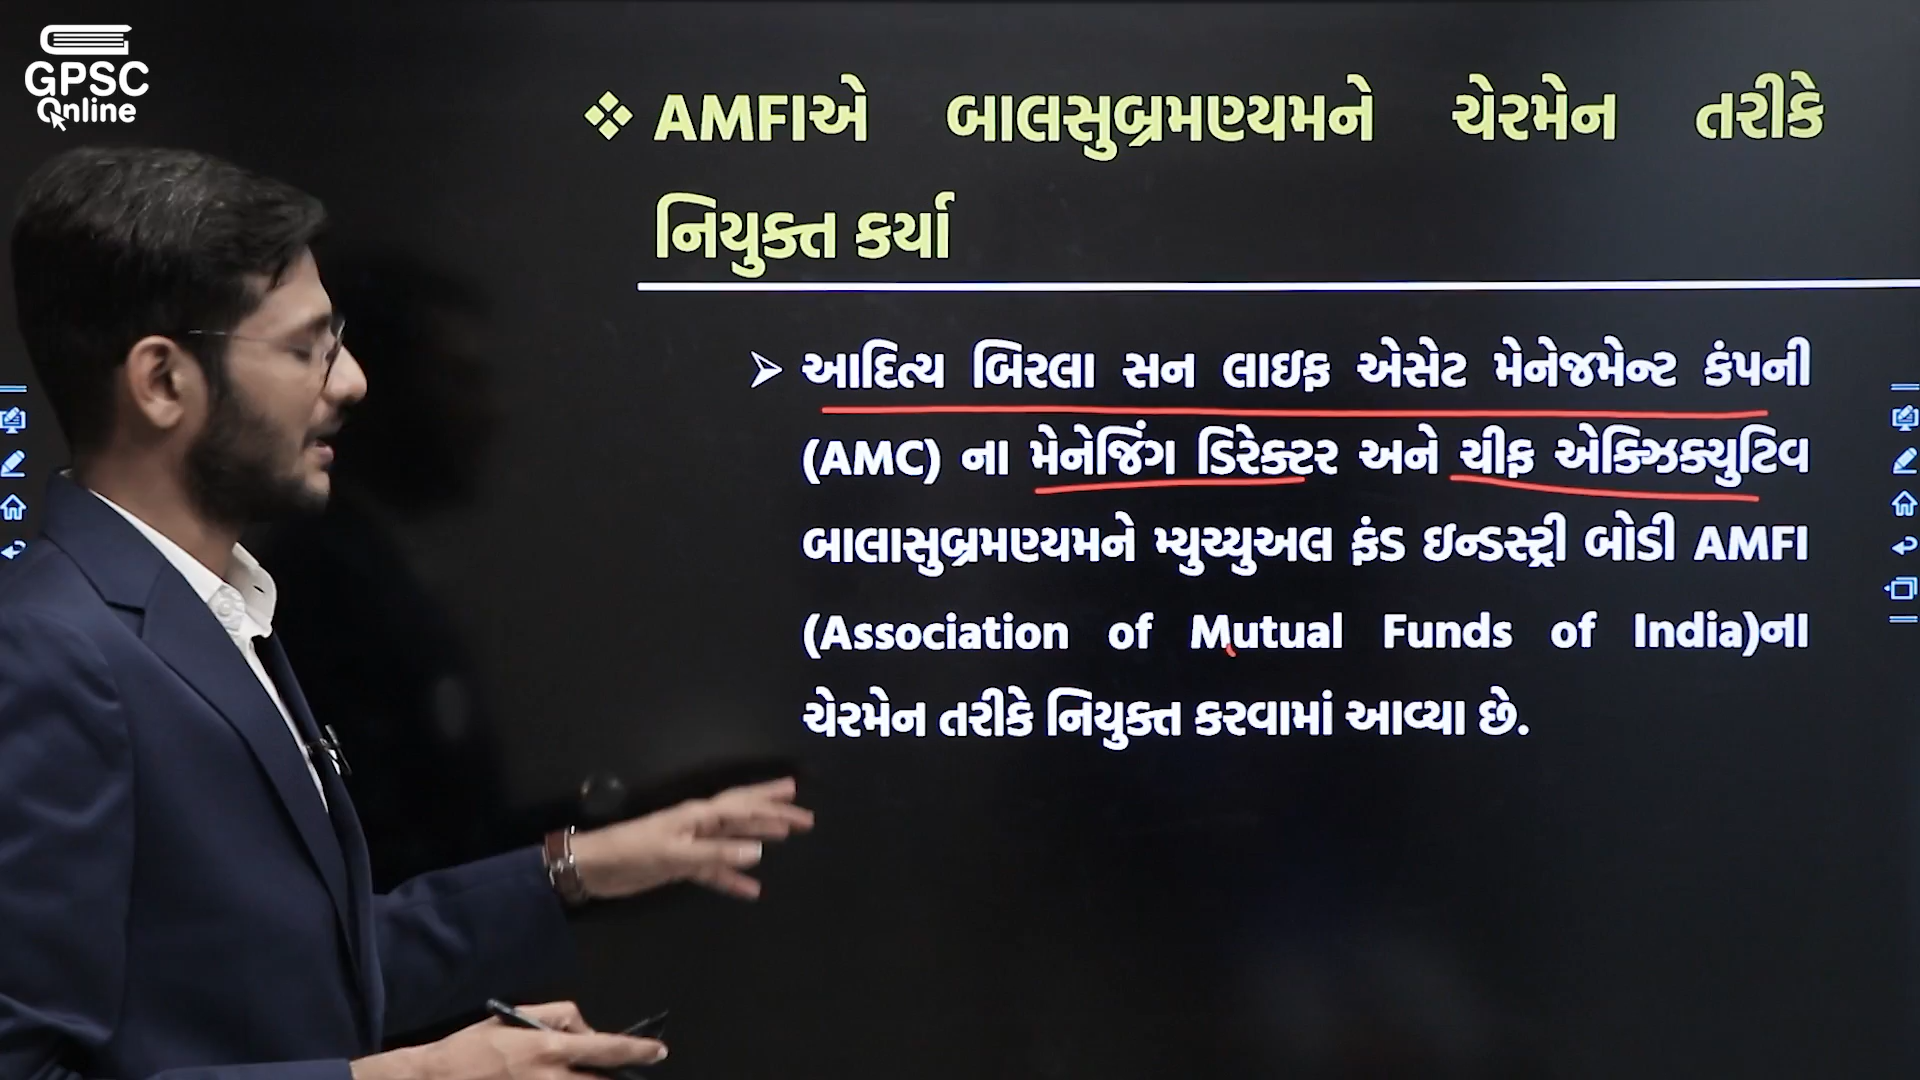 GPSC
Online
❖ AMFIએ બાલસુબ્રમણ્યમને ચેરમેન તરીકે
નિયુક્ત કર્યા
➢ આદિત્ય બિરલા સન લાઇફ એસેટ મેનેજમેન્ટ કંપની
(AMC) ના મેનેજિંગ ડિરેક્ટર અને ચીફ એક્ઝિક્યુટિવ
બાલાસુબ્રમણ્યમને મ્યુચ્યુઅલ ફંડ ઇન્ડસ્ટ્રી બોડી AMFI
(Association of Mutual Funds of India)ના
ચેરમેન તરીકે નિયુક્ત કરવામાં આવ્યા છે.